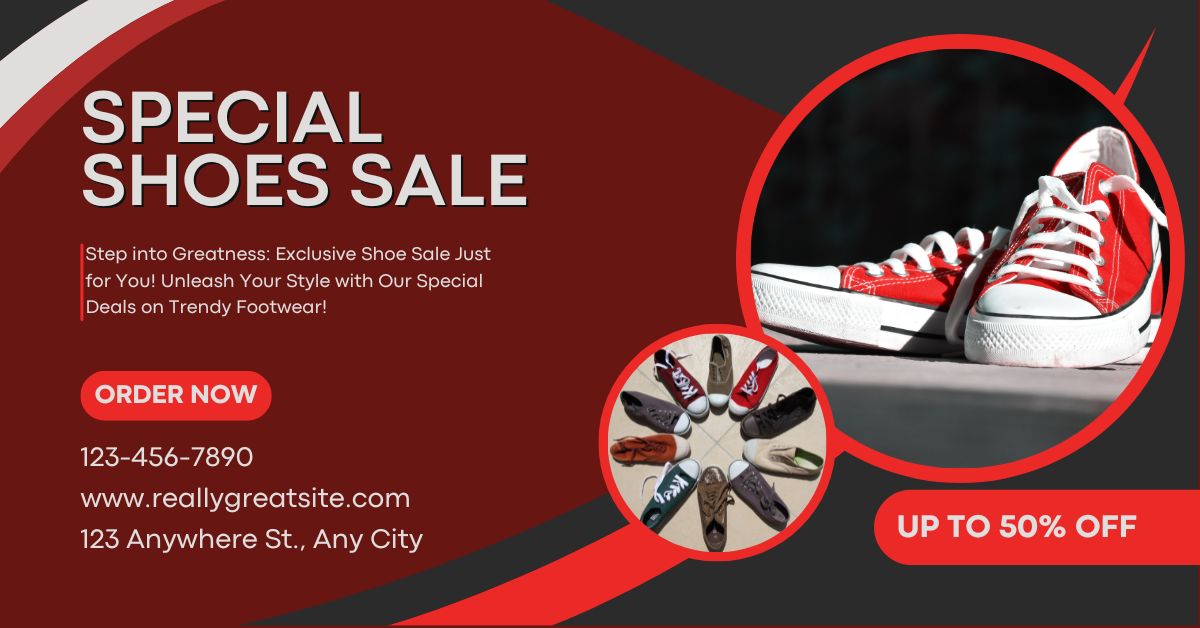 SPECIAL
SHOES SALE
Step into Greatness: Exclusive Shoe Sale Just
for You! Unleash Your Style with Our Special
Deals on Trendy Footwear!
ORDER NOW
123-456-7890
www.reallygreatsite.com
123 Anywhere St., Any City
UP TO 50% OFF